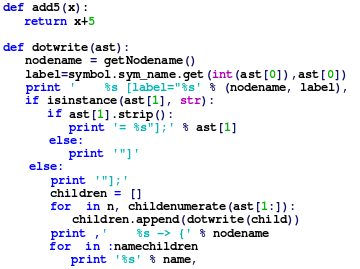 def add5(x):
    return x+5

def dotwrite(ast):
    nodename = getNodename()
    label=symbol.sym_name.get(int(ast[0]),ast[0])
    print '    %s [label="%s' % (nodename, label),
    if isinstance(ast[1], str):
        if ast[1].strip():
            print '= %s"];' % ast[1]
        else:
            print '"]'
    else:
        print '"];'
        children = []
        for  in n, childenumerate(ast[1:]):
            children.append(dotwrite(child))
        print ,'    %s -> {' % nodename
        for  in :namechildren
            print '%s' % name,